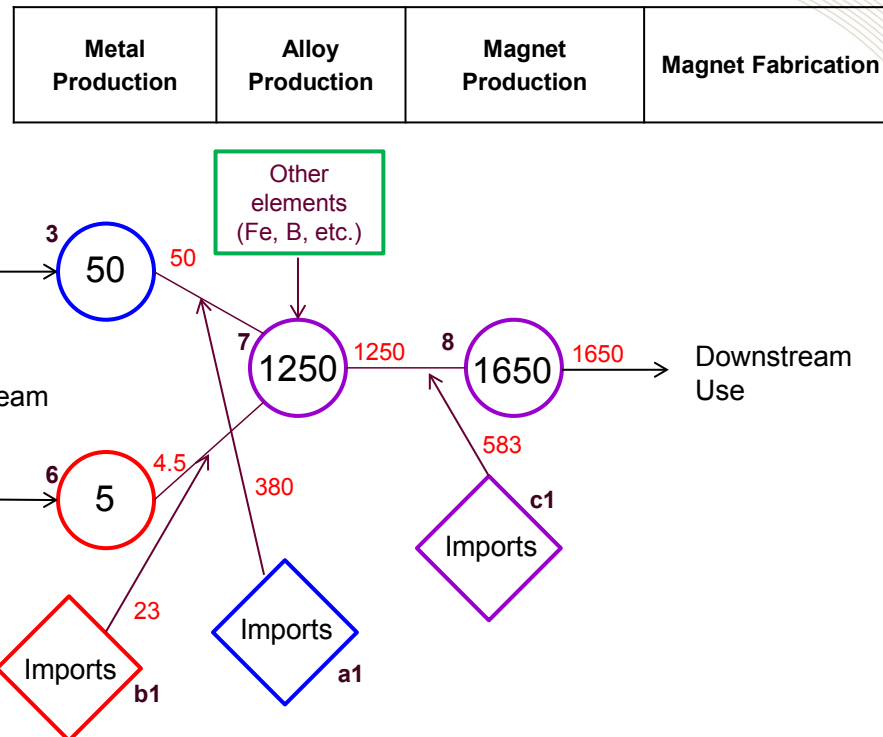 Metal
Production
Alloy
Production
Magnet
Production
Magnet Fabrication
Other
elements
(Fe, B, etc.)
3
50
50
7
1250
1250
8
1650
1650
Downstream
Use
eam
6
5
4.5
380
583
c1
Imports
23
Imports
a1
Imports
b1